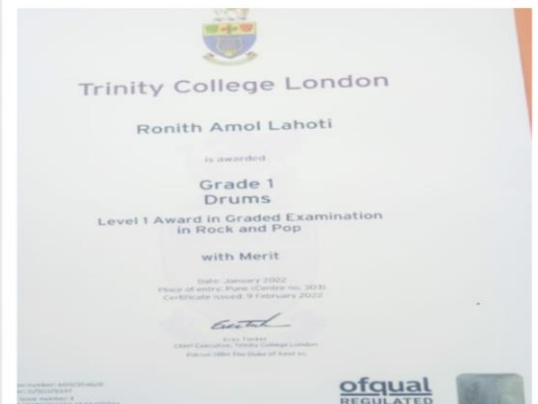 Trinity College London
Ronith Amol Lahoti
is awarded
Grade 1
Drums
Level 1 Award in Graded Examination
in Rock and Pop
with Merit
Date: January 2022
Place of entry: Pune (Centre no. 303)
Certificate issued: 9 February 2022
Chief Executive, Trinity College London
Patron: HRH The Duke of Kent
ofqual
REGULATED